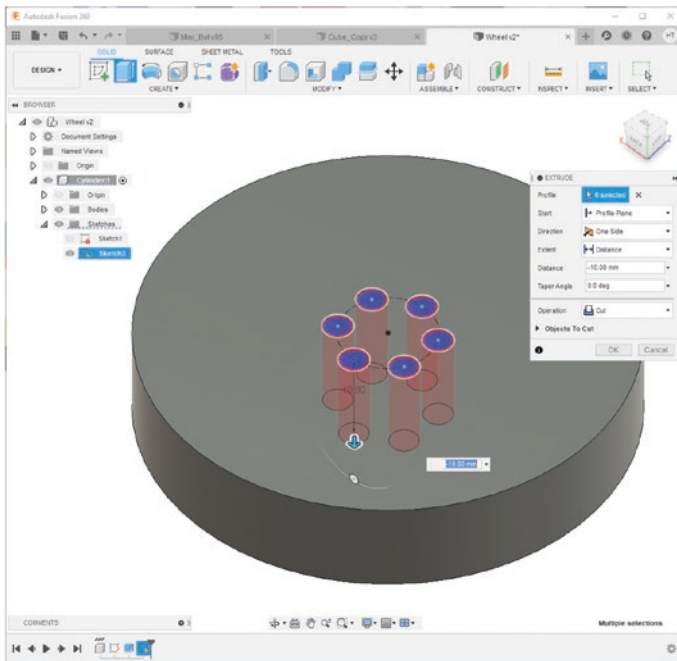 Autodesk Fusion 360
Mini_Bot v95
Cube_Copy v3
Wheel v2*
HT
SOLID SURFACE SHEET METAL TOOLS
DESIGN
CREATE MODIFY ASSEMBLE CONSTRUCT INSPECT INSERT SELECT
BROWSER
Wheel v2
Document Settings
Named Views
Origin
Origin
Bodies
Sketches
Sketch1
EXTRUDE
Profile 6 selected
Start Profile Plane
Direction One Side
Extent Distance
Distance -10.00 mm
Taper Angle 0.0 deg
Operation Cut
Objects To Cut
OK Cancel
10.00
-10.00 mm
COMMENTS
Multiple selections